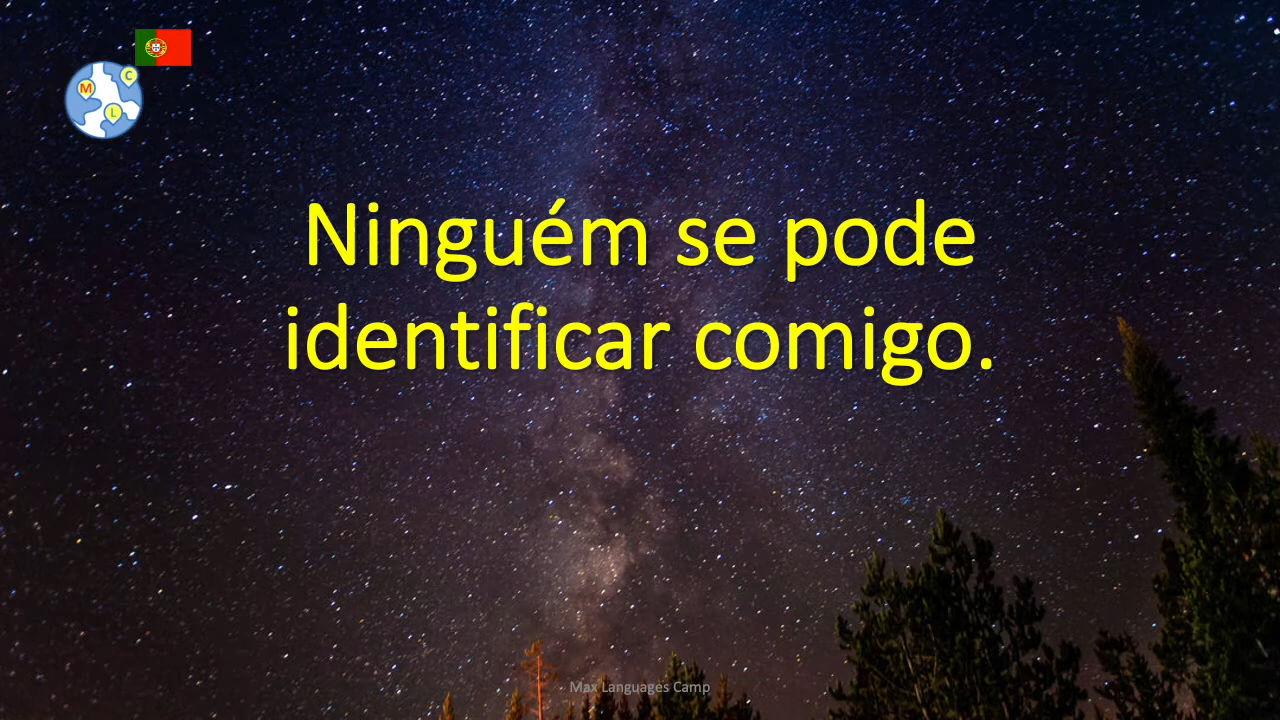 C
M
L
Ninguém se pode
identificar comigo.
Max Languages Camp